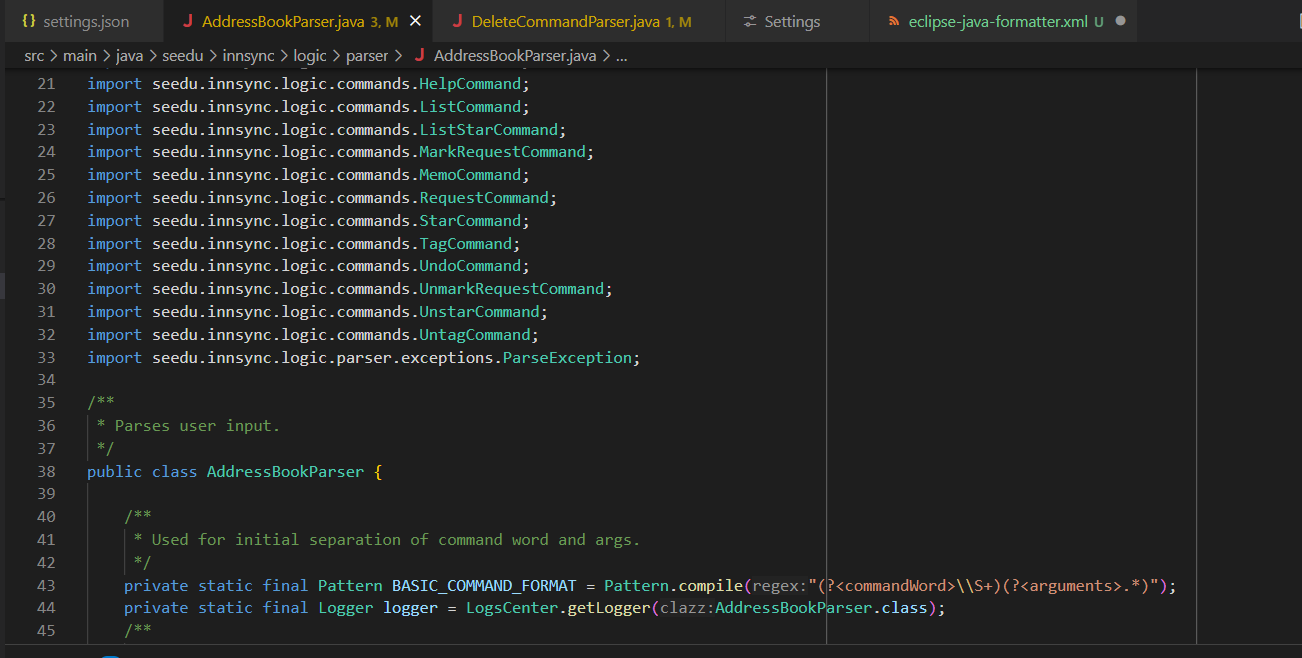 {} settings.json J AddressBookParser.java 3, M × J DeleteCommandParser.java 1, M Settings eclipse-java-formatter.xml U ●
src > main > java > seedu > innsync > logic > parser > J AddressBookParser.java > ...
21 import seedu.innsync.logic.commands.HelpCommand;
22 import seedu.innsync.logic.commands.ListCommand;
23 import seedu.innsync.logic.commands.ListStarCommand;
24 import seedu.innsync.logic.commands.MarkRequestCommand;
25 import seedu.innsync.logic.commands.MemoCommand;
26 import seedu.innsync.logic.commands.RequestCommand;
27 import seedu.innsync.logic.commands.StarCommand;
28 import seedu.innsync.logic.commands.TagCommand;
29 import seedu.innsync.logic.commands.UndoCommand;
30 import seedu.innsync.logic.commands.UnmarkRequestCommand;
31 import seedu.innsync.logic.commands.UnstarCommand;
32 import seedu.innsync.logic.commands.UntagCommand;
33 import seedu.innsync.logic.parser.exceptions.ParseException;
34
35 /**
36 * Parses user input.
37 */
38 public class AddressBookParser {
39
40 /**
41 * Used for initial separation of command word and args.
42 */
43 private static final Pattern BASIC_COMMAND_FORMAT = Pattern.compile(regex:"(?<commandWord>\\S+)(?<arguments>.*)");
44 private static final Logger logger = LogsCenter.getLogger(clazz:AddressBookParser.class);
45 /**